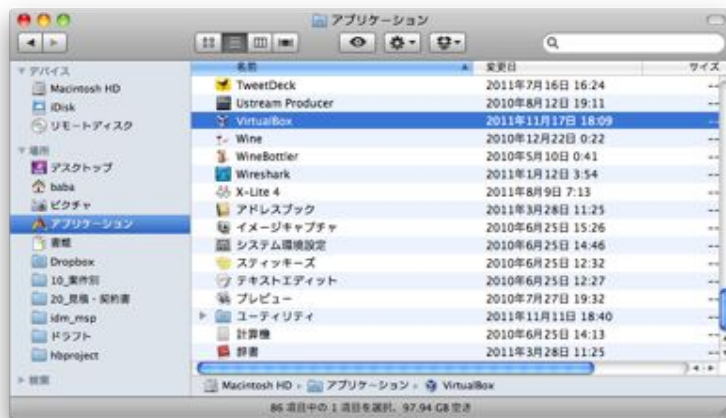 アプリケーション
名前 変更日 サイズ
▼ デバイス
Macintosh HD
iDisk
リモートディスク
▼ 場所
デスクトップ
baba
ピクチャ
アプリケーション
書類
Dropbox
10_案件別
20_見積・契約書
idm_msp
ドラフト
hbproject
▶ 検索
TweetDeck 2011年7月16日 16:24 --
Ustream Producer 2010年8月12日 19:11 --
VirtualBox 2011年11月17日 18:09 --
Wine 2010年12月22日 0:22 --
WineBottler 2010年5月10日 0:41 --
Wireshark 2011年1月12日 3:54 --
X-Lite 4 2011年8月9日 7:13 --
アドレスブック 2011年3月28日 11:25 --
イメージキャプチャ 2010年6月25日 15:26 --
システム環境設定 2010年6月25日 14:46 --
スティッキーズ 2010年6月25日 12:32 --
テキストエディット 2010年6月25日 12:27 --
プレビュー 2010年7月27日 19:32 --
▶ ユーティリティ 2011年11月11日 18:40 --
計算機 2010年6月25日 14:13 --
辞書 2011年3月28日 11:25 --
Macintosh HD ▸ アプリケーション ▸ VirtualBox
86 項目中の 1 項目を選択、97.94 GB 空き